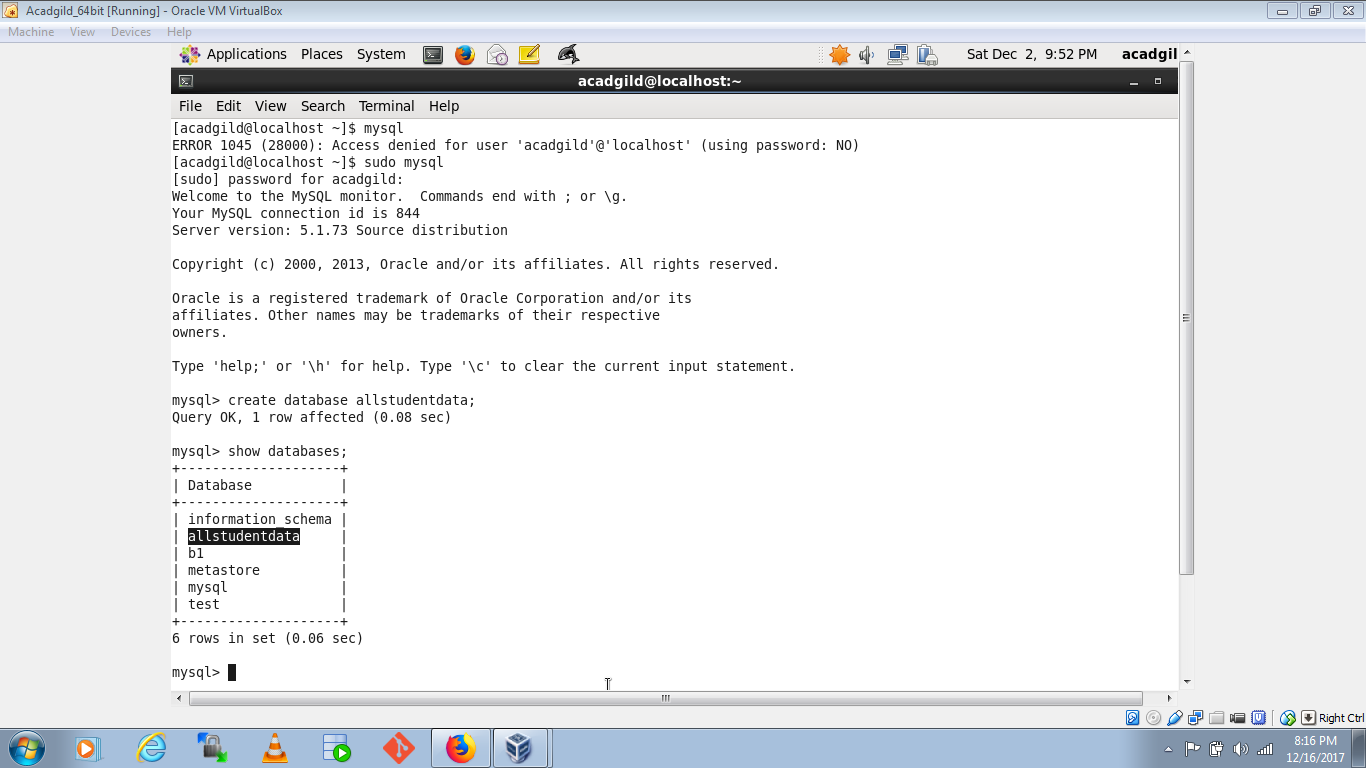 Acadgild_64bit [Running] - Oracle VM VirtualBox
Machine View Devices Help
Applications Places System Sat Dec 2, 9:52 PM acadgil
acadgild@localhost:~
File Edit View Search Terminal Help
[acadgild@localhost ~]$ mysql
ERROR 1045 (28000): Access denied for user 'acadgild'@'localhost' (using password: NO)
[acadgild@localhost ~]$ sudo mysql
[sudo] password for acadgild:
Welcome to the MySQL monitor.  Commands end with ; or \g.
Your MySQL connection id is 844
Server version: 5.1.73 Source distribution
Copyright (c) 2000, 2013, Oracle and/or its affiliates. All rights reserved.
Oracle is a registered trademark of Oracle Corporation and/or its
affiliates. Other names may be trademarks of their respective
owners.
Type 'help;' or '\h' for help. Type '\c' to clear the current input statement.
mysql> create database allstudentdata;
Query OK, 1 row affected (0.08 sec)
mysql> show databases;
+--------------------+
| Database           |
+--------------------+
| information_schema |
| allstudentdata     |
| b1                 |
| metastore          |
| mysql              |
| test               |
+--------------------+
6 rows in set (0.06 sec)
mysql>
Right Ctrl
8:16 PM
12/16/2017